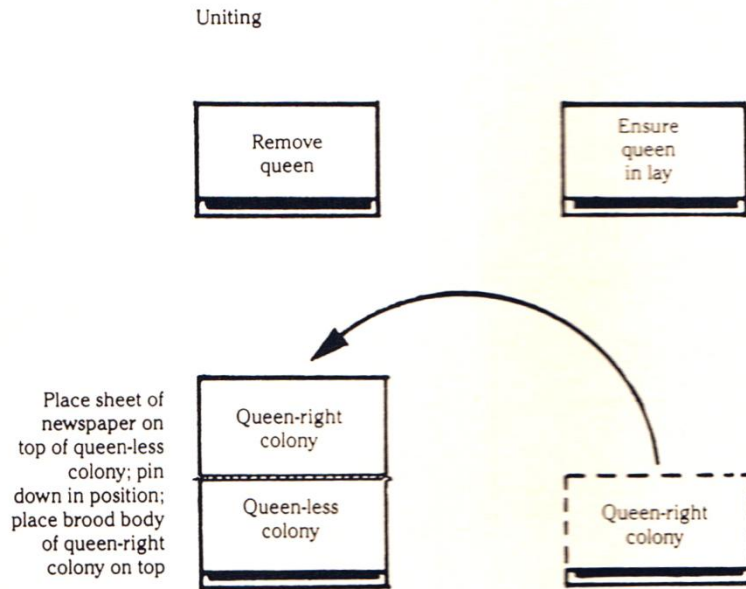 Uniting
Remove
queen
Ensure
queen
in lay
Place sheet of
newspaper on
top of queen-less
colony; pin
down in position;
place brood body
of queen-right
colony on top
Queen-right
colony
Queen-less
colony
Queen-right
colony